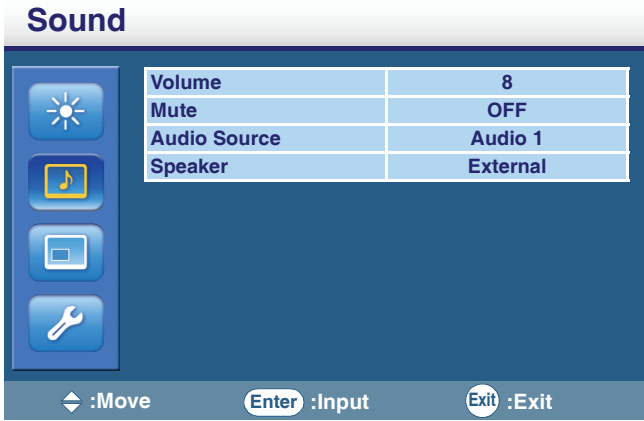 Sound
Volume 8
Mute OFF
Audio Source Audio 1
Speaker External
:Move Enter :Input Exit :Exit